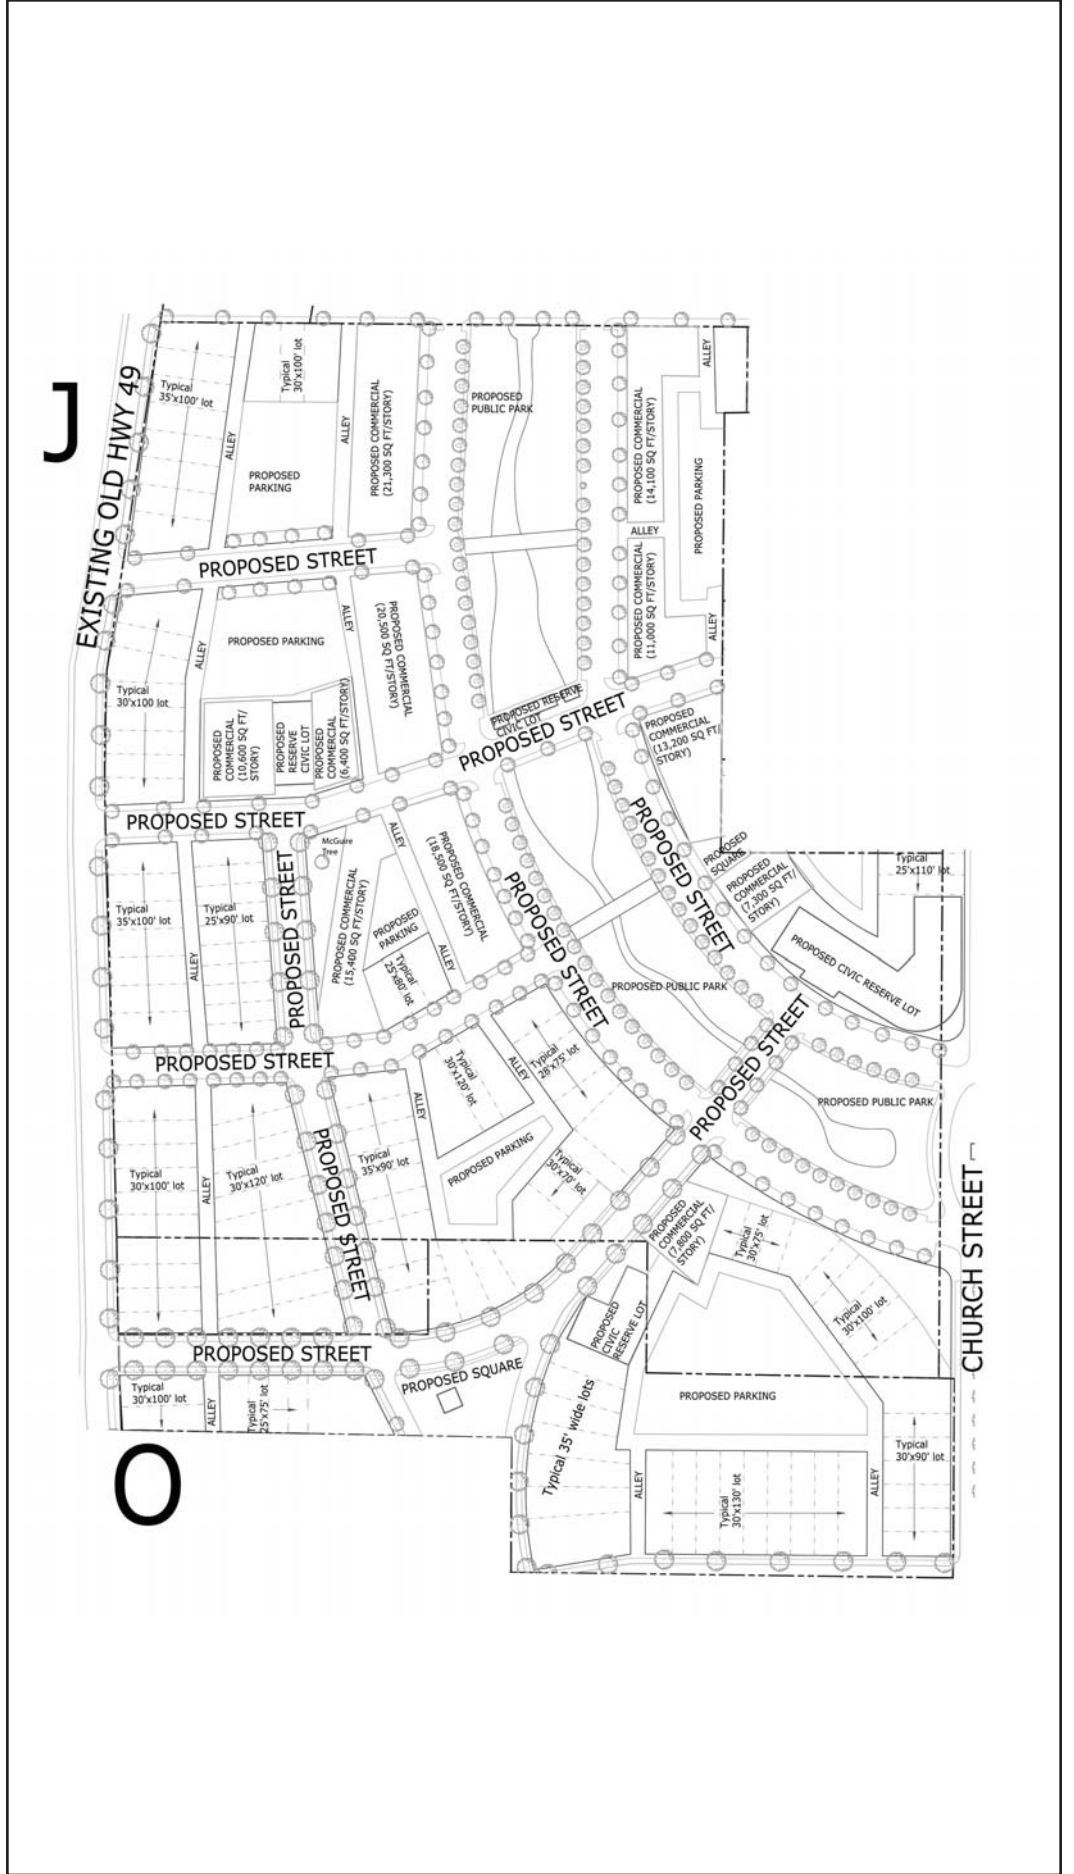 J
EXISTING OLD HWY 49
Typical
35'x100' lot
ALLEY
Typical
30'x100' lot
PROPOSED
PARKING
ALLEY
PROPOSED COMMERCIAL
(21,300 SQ FT/STORY)
PROPOSED
PUBLIC PARK
PROPOSED COMMERCIAL
(14,100 SQ FT/STORY)
ALLEY
PROPOSED PARKING
ALLEY
PROPOSED COMMERCIAL
(11,000 SQ FT/STORY)
ALLEY
PROPOSED STREET
Typical
30'x100 lot
ALLEY
PROPOSED PARKING
ALLEY
PROPOSED COMMERCIAL
(20,500 SQ FT/STORY)
PROPOSED
COMMERCIAL
(10,600 SQ FT/
STORY)
PROPOSED
RESERVE
CIVIC LOT
PROPOSED
COMMERCIAL
(6,400 SQ FT/STORY)
PROPOSED RESERVE
CIVIC LOT
PROPOSED STREET
PROPOSED
COMMERCIAL
(13,200 SQ FT/
STORY)
PROPOSED STREET
McGuire
Tree
ALLEY
PROPOSED COMMERCIAL
(18,500 SQ FT/STORY)
PROPOSED STREET
PROPOSED
SQUARE
PROPOSED
COMMERCIAL
(7,300 SQ FT/
STORY)
Typical
25'x110' lot
Typical
35'x100' lot
ALLEY
Typical
25'x90' lot
PROPOSED STREET
PROPOSED COMMERCIAL
(15,400 SQ FT/STORY)
PROPOSED
PARKING
Typical
25'x80' lot
ALLEY
PROPOSED STREET
PROPOSED PUBLIC PARK
PROPOSED CIVIC RESERVE LOT
PROPOSED STREET
PROPOSED STREET
Typical
30'x120' lot
ALLEY
Typical
28'x75' lot
PROPOSED PUBLIC PARK
Typical
30'x100' lot
ALLEY
Typical
30'x120' lot
PROPOSED STREET
Typical
35'x90' lot
ALLEY
PROPOSED PARKING
Typical
30'x70' lot
PROPOSED
COMMERCIAL
(7,800 SQ FT/
STORY)
Typical
30'x75' lot
Typical
30'x100' lot
CHURCH STREET
PROPOSED
CIVIC
RESERVE LOT
PROPOSED STREET
PROPOSED SQUARE
Typical
30'x100' lot
ALLEY
Typical
25'x75' lot
Typical 35' wide lots
PROPOSED PARKING
ALLEY
Typical
30'x130' lot
ALLEY
Typical
30'x90' lot
O